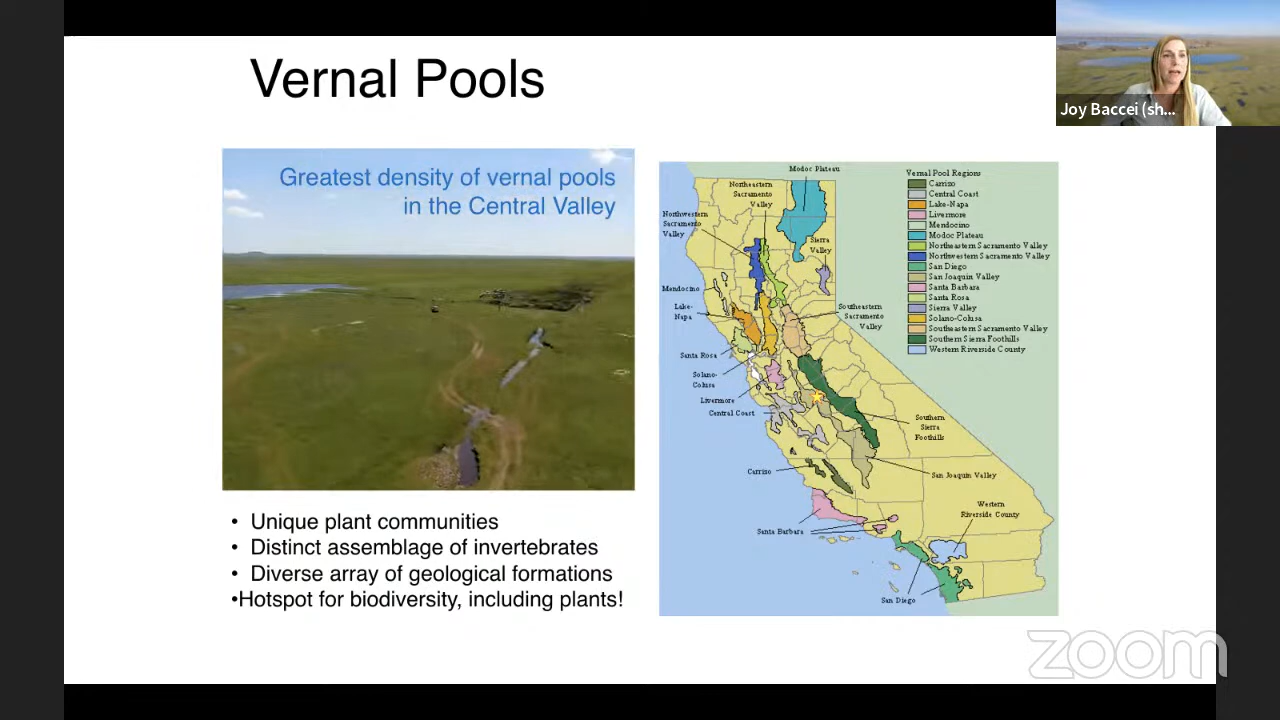 Vernal Pools
Joy Baccei (sh...
Greatest density of vernal pools
in the Central Valley
• Unique plant communities
• Distinct assemblage of invertebrates
• Diverse array of geological formations
•Hotspot for biodiversity, including plants!
Modoc Plateau
Northeastern
Sacramento
Valley
Northwestern
Sacramento
Valley
Sierra
Valley
Mendocino
Lake-
Napa
Southeastern
Sacramento
Valley
Santa Rosa
Solano-
Colusa
Livermore
Central Coast
Southern
Sierra
Foothills
Carrizo
San Joaquin Valley
Western
Riverside County
Santa Barbara
San Diego
Vernal Pool Regions
Carrizo
Central Coast
Lake-Napa
Livermore
Mendocino
Modoc Plateau
Northeastern Sacramento Valley
Northwestern Sacramento Valley
San Diego
San Joaquin Valley
Santa Barbara
Santa Rosa
Sierra Valley
Solano-Colusa
Southeastern Sacramento Valley
Southern Sierra Foothills
Western Riverside County
zoom